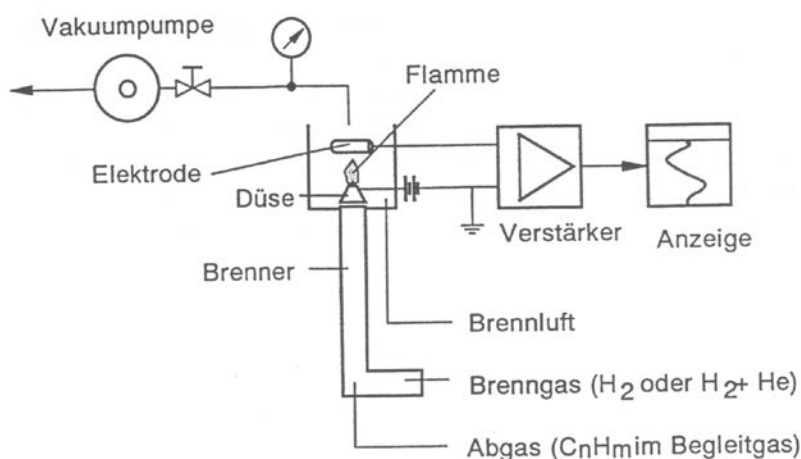 Vakuumpumpe
Flamme
Elektrode
Düse
Verstärker
Anzeige
Brenner
Brennluft
Brenngas (H2 oder H2+ He)
Abgas (CnHm im Begleitgas)